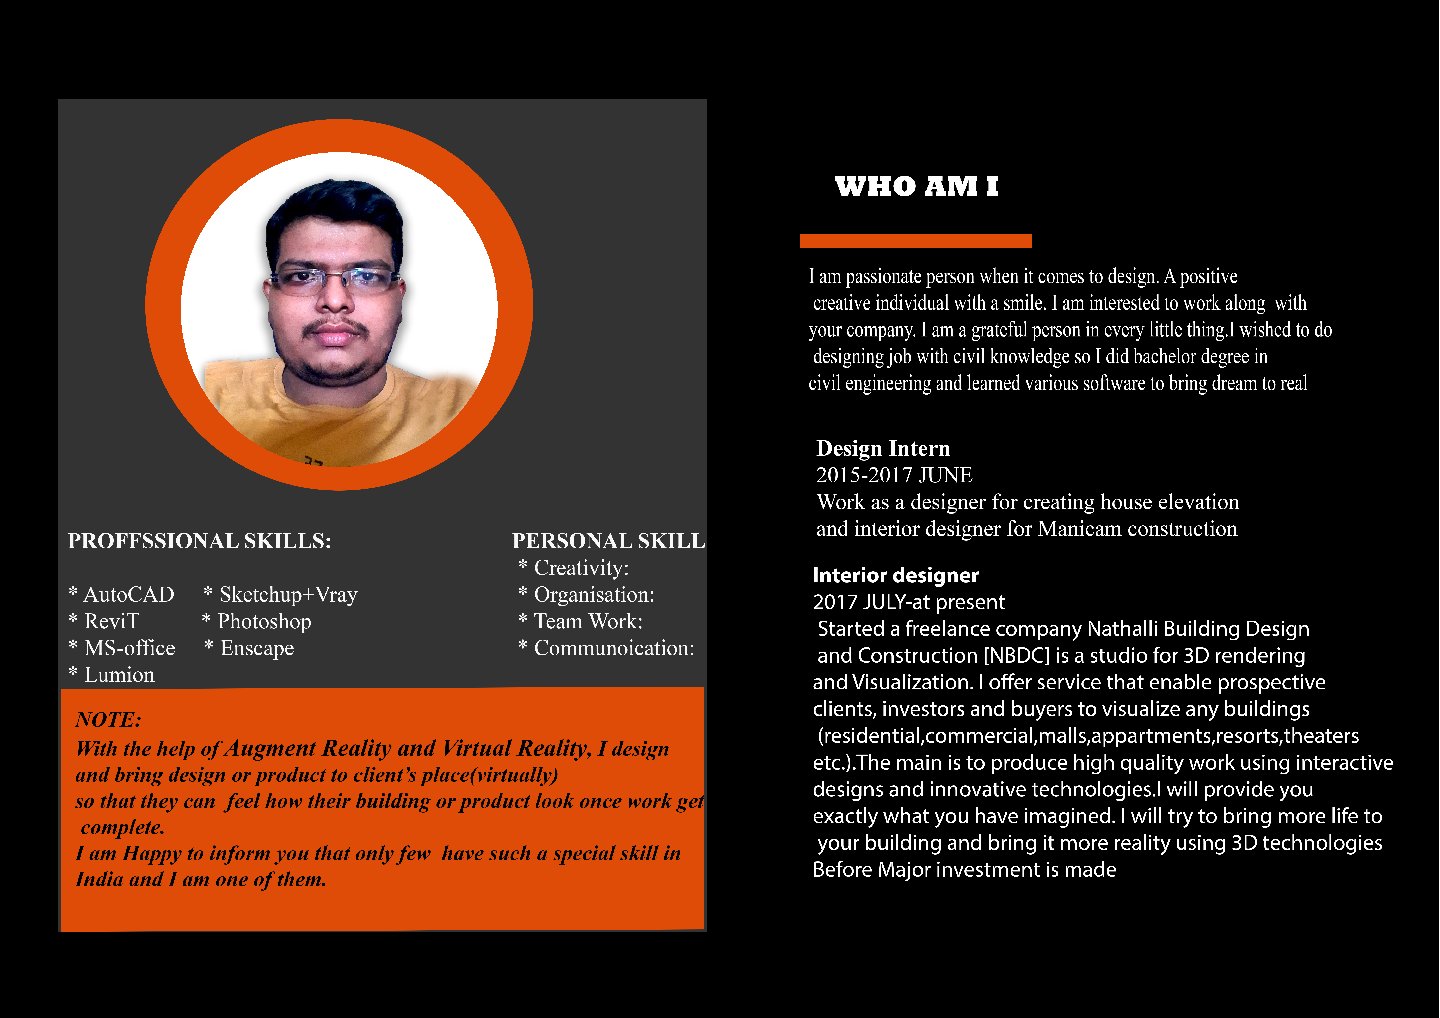 PROFFSSIONAL SKILLS:
* AutoCAD * Sketchup+Vray
* ReviT * Photoshop
* MS-office * Enscape
* Lumion
PERSONAL SKILL
* Creativity:
* Organisation:
* Team Work:
* Communoication:
NOTE:
With the help of Augment Reality and Virtual Reality, I design
and bring design or product to client's place(virtually)
so that they can feel how their building or product look once work get
complete.
I am Happy to inform you that only few have such a special skill in
India and I am one of them.
WHO AM I
I am passionate person when it comes to design. A positive
creative individual with a smile. I am interested to work along with
your company. I am a grateful person in every little thing.I wished to do
designing job with civil knowledge so I did bachelor degree in
civil engineering and learned various software to bring dream to real
Design Intern
2015-2017 JUNE
Work as a designer for creating house elevation
and interior designer for Manicam construction
Interior designer
2017 JULY-at present
Started a freelance company Nathalli Building Design
and Construction [NBDC] is a studio for 3D rendering
and Visualization. I offer service that enable prospective
clients, investors and buyers to visualize any buildings
(residential,commercial,malls,appartments,resorts,theaters
etc.).The main is to produce high quality work using interactive
designs and innovative technologies.I will provide you
exactly what you have imagined. I will try to bring more life to
your building and bring it more reality using 3D technologies
Before Major investment is made